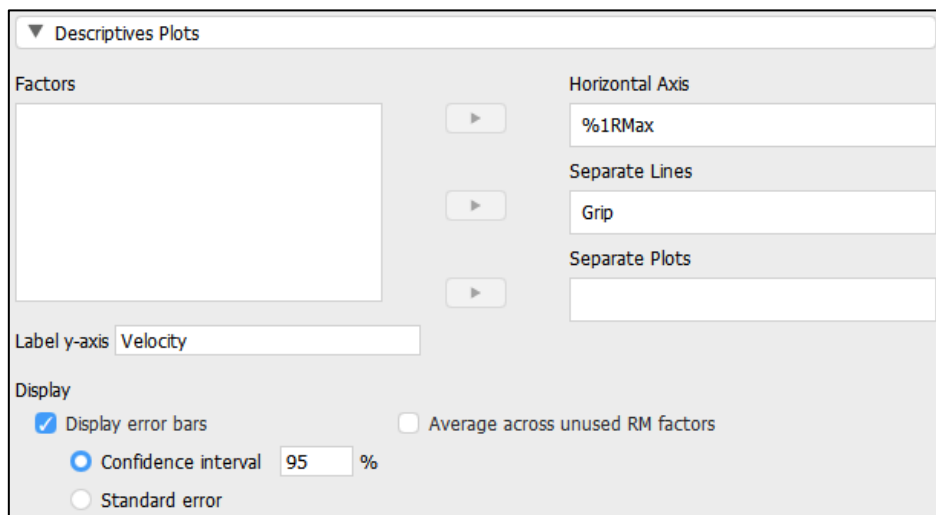 Descriptives Plots
Factors
Horizontal Axis
%1RMax
Separate Lines
Grip
Separate Plots
Label y-axis Velocity
Display
Display error bars
Average across unused RM factors
Confidence interval 95 %
Standard error